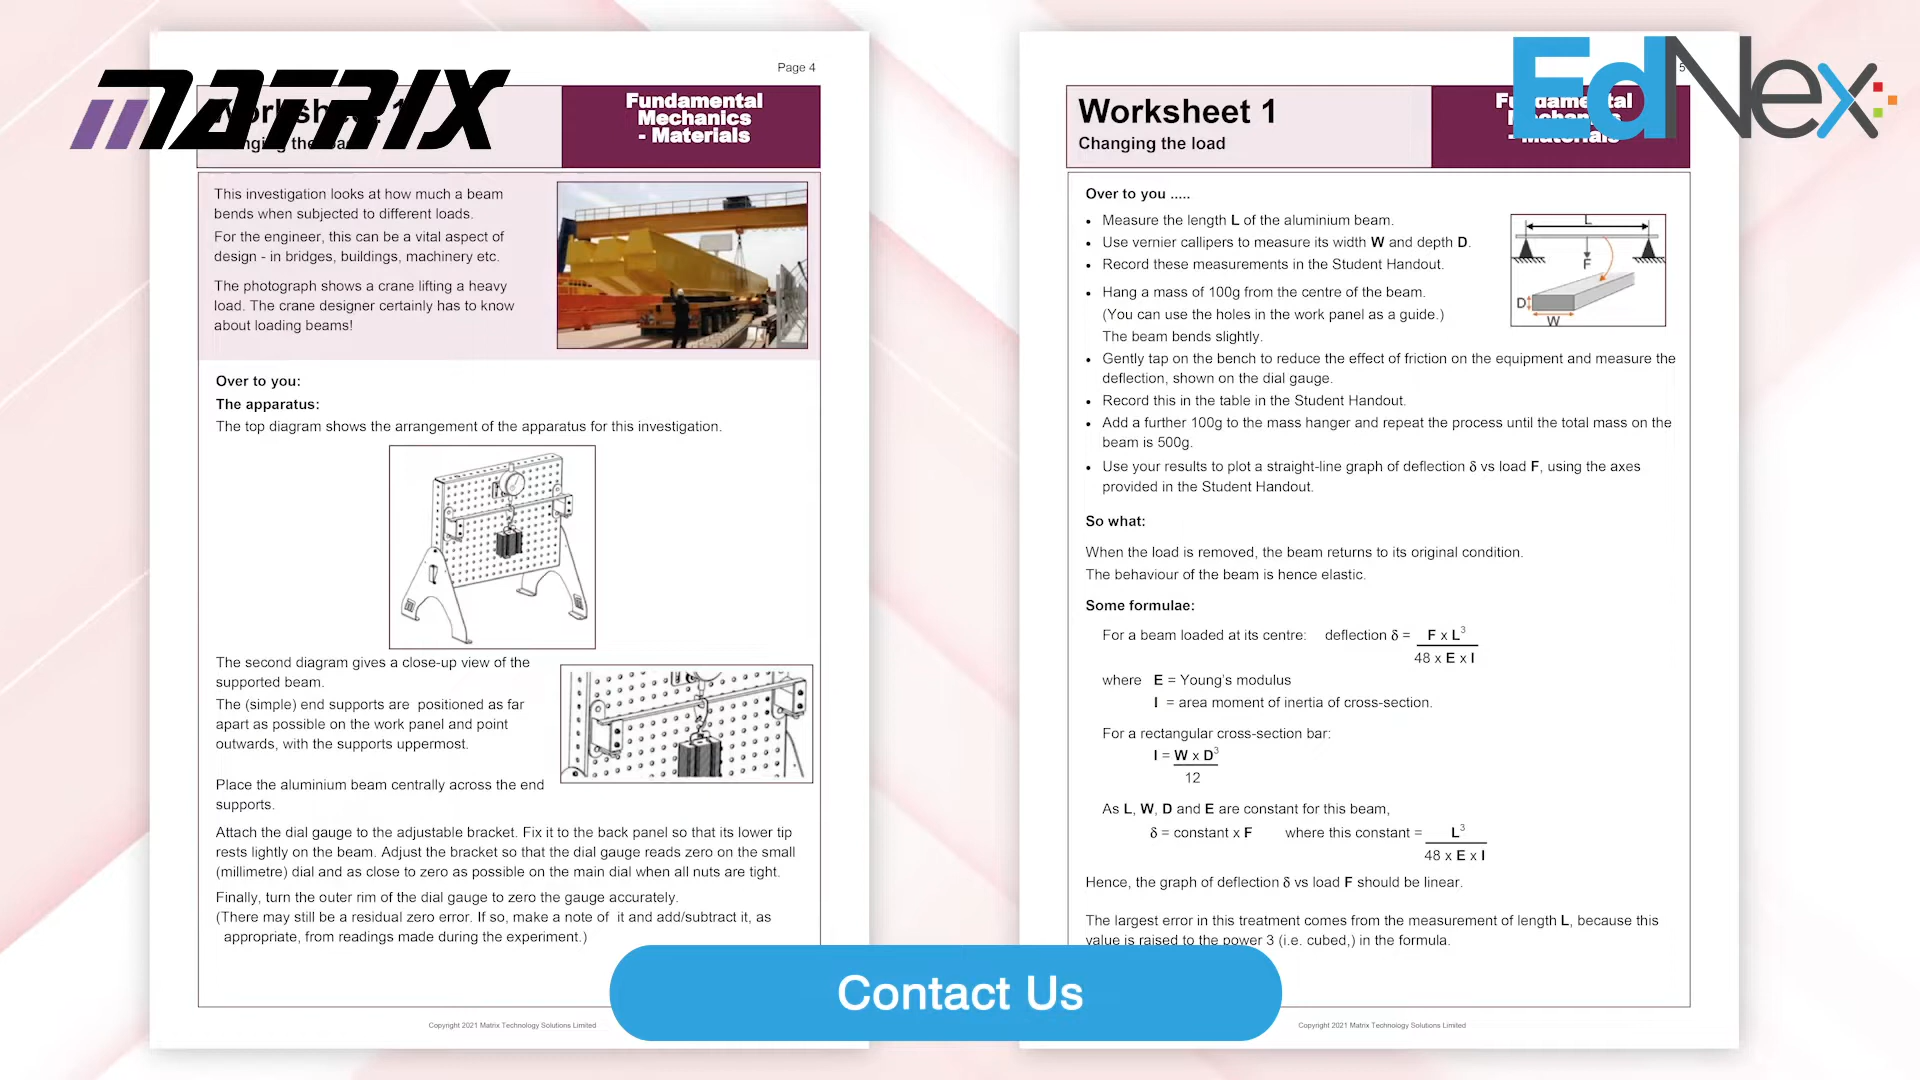 MATRIX
EdNex
Page 4
Worksheet 1
Changing the load
Fundamental
Mechanics
- Materials
This investigation looks at how much a beam
bends when subjected to different loads.
For the engineer, this can be a vital aspect of
design - in bridges, buildings, machinery etc.
The photograph shows a crane lifting a heavy
load. The crane designer certainly has to know
about loading beams!
Over to you:
The apparatus:
The top diagram shows the arrangement of the apparatus for this investigation.
The second diagram gives a close-up view of the
supported beam.
The (simple) end supports are positioned as far
apart as possible on the work panel and point
outwards, with the supports uppermost.
Place the aluminium beam centrally across the end
supports.
Attach the dial gauge to the adjustable bracket. Fix it to the back panel so that its lower tip
rests lightly on the beam. Adjust the bracket so that the dial gauge reads zero on the small
(millimetre) dial and as close to zero as possible on the main dial when all nuts are tight.
Finally, turn the outer rim of the dial gauge to zero the gauge accurately.
(There may still be a residual zero error. If so, make a note of it and add/subtract it, as
appropriate, from readings made during the experiment.)
Copyright 2021 Matrix Technology Solutions Limited
5
Worksheet 1
Changing the load
Fundamental
Mechanics
- Materials
Over to you .....
• Measure the length L of the aluminium beam.
• Use vernier callipers to measure its width W and depth D.
• Record these measurements in the Student Handout.
• Hang a mass of 100g from the centre of the beam.
(You can use the holes in the work panel as a guide.)
The beam bends slightly.
L
F
D
W
• Gently tap on the bench to reduce the effect of friction on the equipment and measure the
deflection, shown on the dial gauge.
• Record this in the table in the Student Handout.
• Add a further 100g to the mass hanger and repeat the process until the total mass on the
beam is 500g.
• Use your results to plot a straight-line graph of deflection δ vs load F, using the axes
provided in the Student Handout.
So what:
When the load is removed, the beam returns to its original condition.
The behaviour of the beam is hence elastic.
Some formulae:
For a beam loaded at its centre: deflection δ = F x L³
48 x E x I
where E = Young's modulus
I = area moment of inertia of cross-section.
For a rectangular cross-section bar:
I = W x D³
12
As L, W, D and E are constant for this beam,
δ = constant x F where this constant = L³
48 x E x I
Hence, the graph of deflection δ vs load F should be linear.
The largest error in this treatment comes from the measurement of length L, because this
value is raised to the power 3 (i.e. cubed,) in the formula.
Copyright 2021 Matrix Technology Solutions Limited
Contact Us